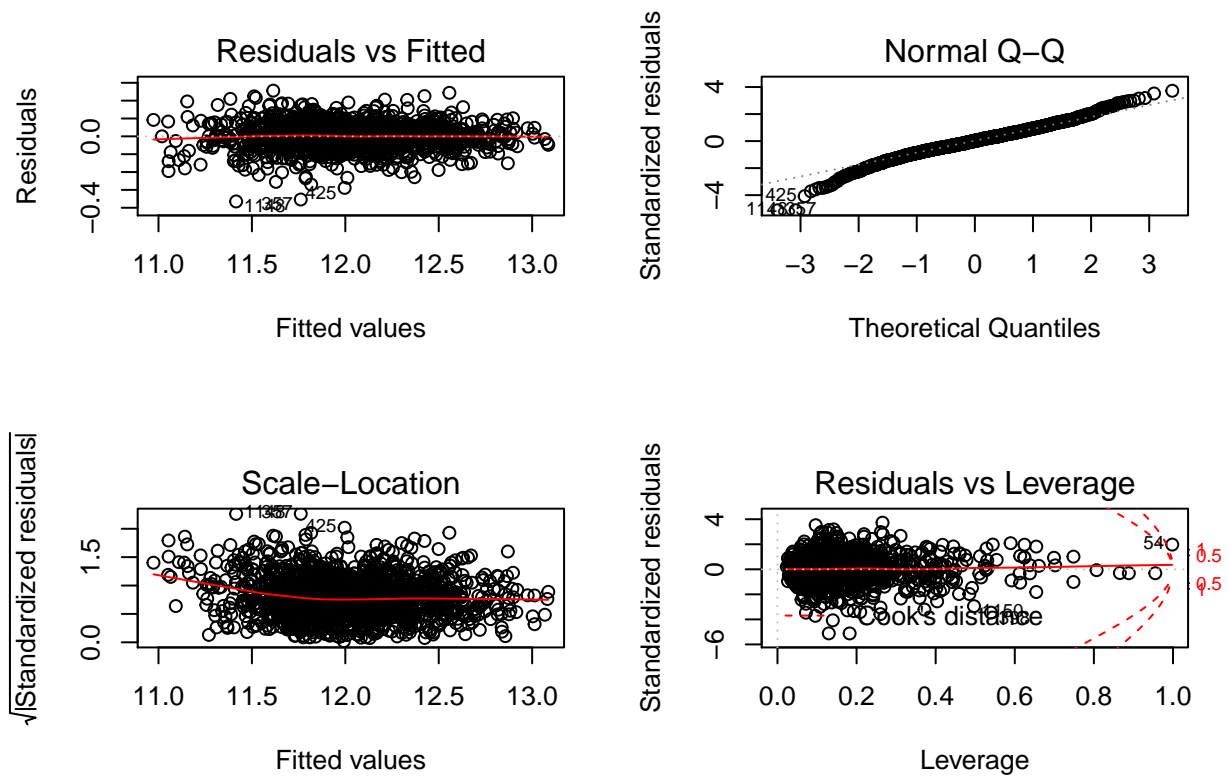 Residuals vs Fitted
Residuals
0.0
−0.4
425
11.0 11.5 12.0 12.5 13.0
Fitted values
Normal Q−Q
Standardized residuals
4
0
−4
425
−3 −2 −1 0 1 2 3
Theoretical Quantiles
Scale−Location
√|Standardized residuals|
1.5
0.0
425
11.0 11.5 12.0 12.5 13.0
Fitted values
Residuals vs Leverage
Standardized residuals
4
0
−6
54
1
0.5
0.5
1
1150
Cook's distance
0.0 0.2 0.4 0.6 0.8 1.0
Leverage